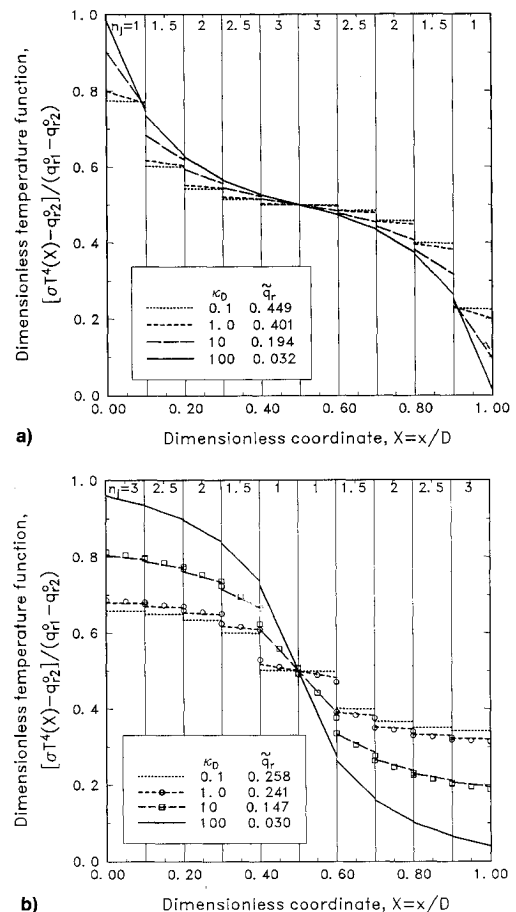 n_j=1 1.5 2 2.5 3 3 2.5 2 1.5 1
1.0
0.8
0.6
0.4
0.2
0.0
Dimensionless temperature function,
[σT⁴(X)−q°r2]/(q°r1−q°r2)
κD q̃r
0.1 0.449
1.0 0.401
10 0.194
100 0.032
0.00 0.20 0.40 0.60 0.80 1.00
a) Dimensionless coordinate, X=x/D
n_j=3 2.5 2 1.5 1 1 1.5 2 2.5 3
1.0
0.8
0.6
0.4
0.2
0.0
Dimensionless temperature function,
[σT⁴(X)−q°r2]/(q°r1−q°r2)
κD q̃r
0.1 0.258
1.0 0.241
10 0.147
100 0.030
0.00 0.20 0.40 0.60 0.80 1.00
Dimensionless coordinate, X=x/D
b)